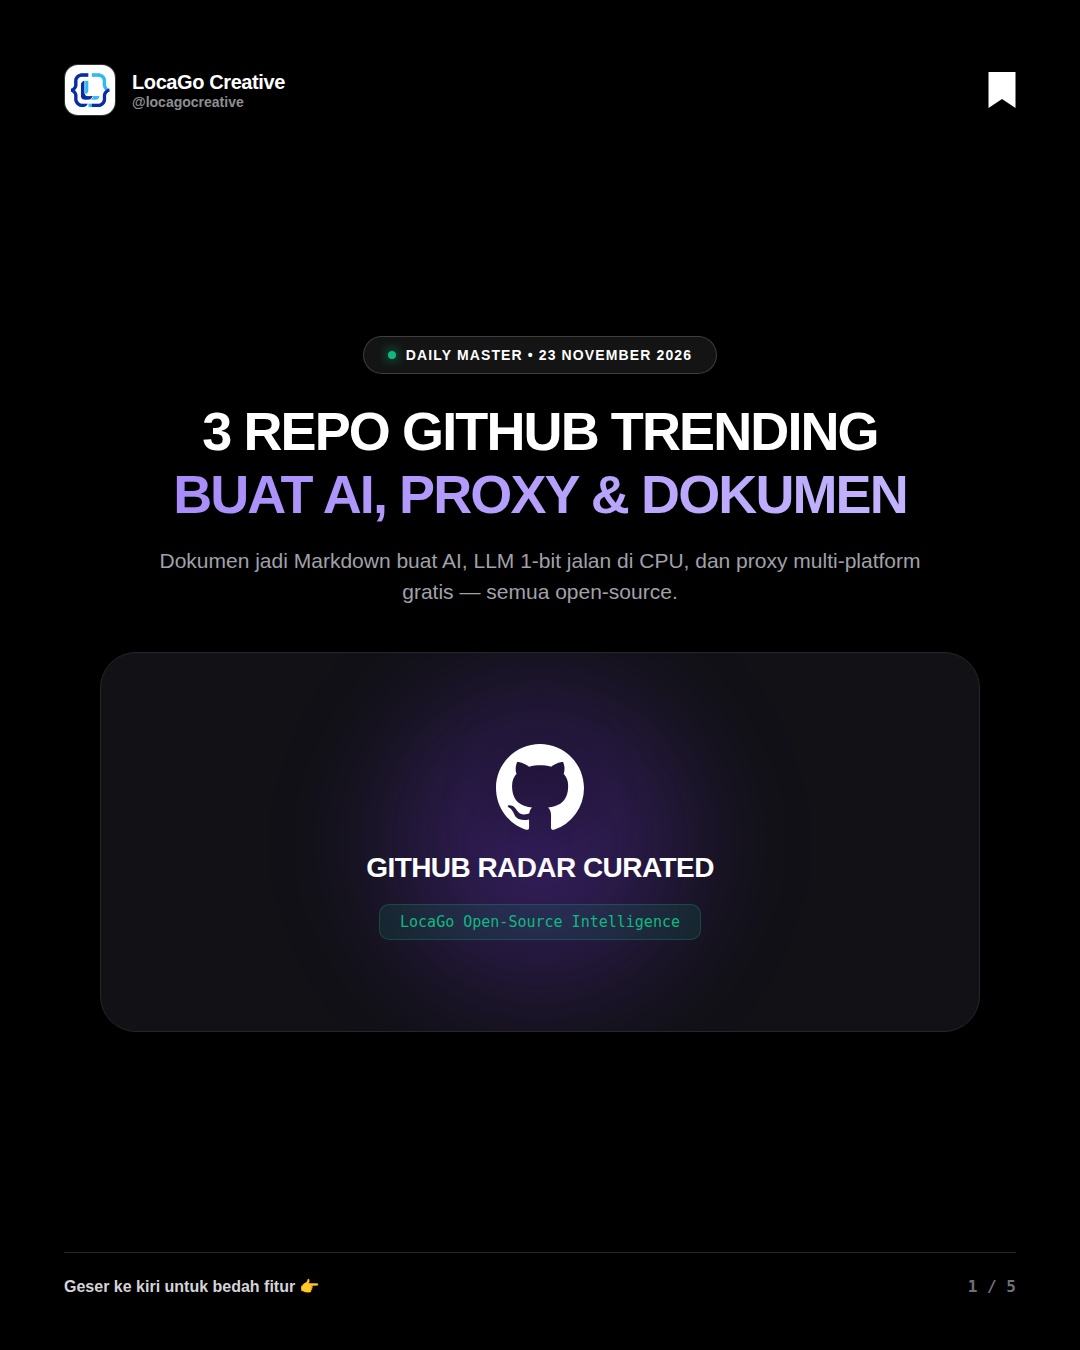 LocaGo Creative
@locagocreative
DAILY MASTER • 23 NOVEMBER 2026
3 REPO GITHUB TRENDING
BUAT AI, PROXY & DOKUMEN
Dokumen jadi Markdown buat AI, LLM 1-bit jalan di CPU, dan proxy multi-platform
gratis — semua open-source.
GITHUB RADAR CURATED
LocaGo Open-Source Intelligence
Geser ke kiri untuk bedah fitur 👉
1 / 5